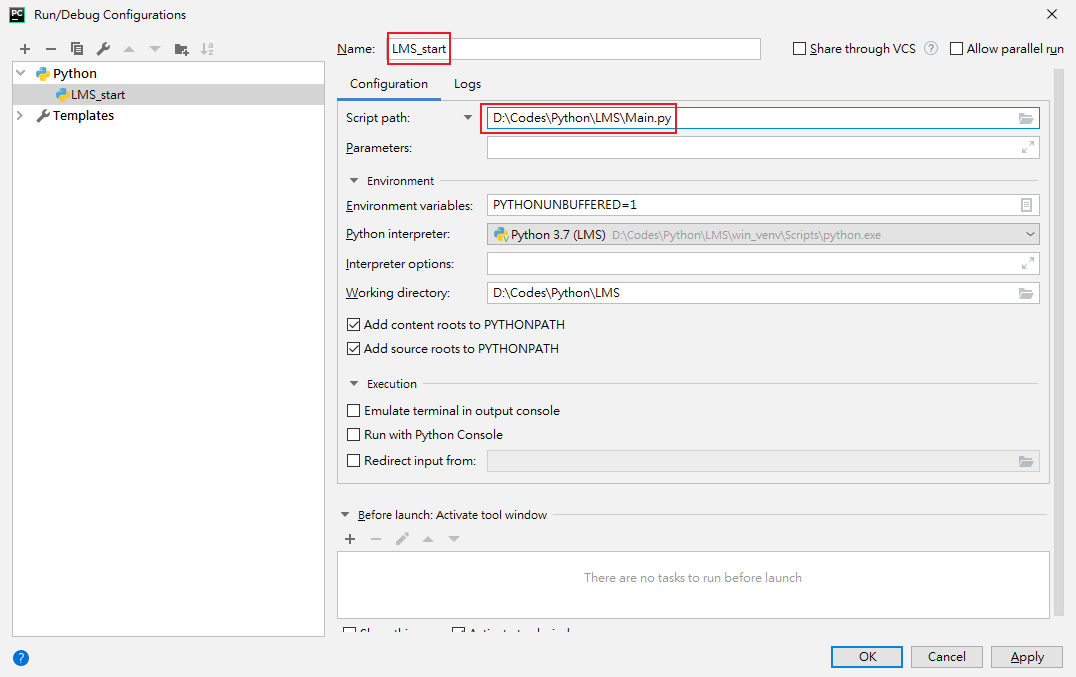 PC Run/Debug Configurations
Name: LMS_start
Share through VCS ?
Allow parallel run
Python
LMS_start
Templates
Configuration Logs
Script path: D:\Codes\Python\LMS\Main.py
Parameters:
Environment
Environment variables: PYTHONUNBUFFERED=1
Python interpreter: Python 3.7 (LMS) D:\Codes\Python\LMS\win_venv\Scripts\python.exe
Interpreter options:
Working directory: D:\Codes\Python\LMS
Add content roots to PYTHONPATH
Add source roots to PYTHONPATH
Execution
Emulate terminal in output console
Run with Python Console
Redirect input from:
Before launch: Activate tool window
There are no tasks to run before launch
? OK Cancel Apply